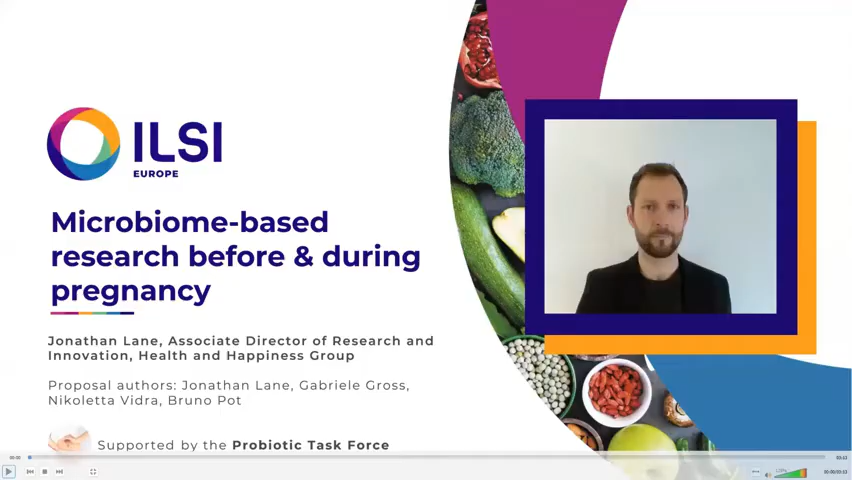 ILSI
EUROPE
Microbiome-based
research before & during
pregnancy
Jonathan Lane, Associate Director of Research and
Innovation, Health and Happiness Group
Proposal authors: Jonathan Lane, Gabriele Gross,
Nikoletta Vidra, Bruno Pot
Supported by the Probiotic Task Force